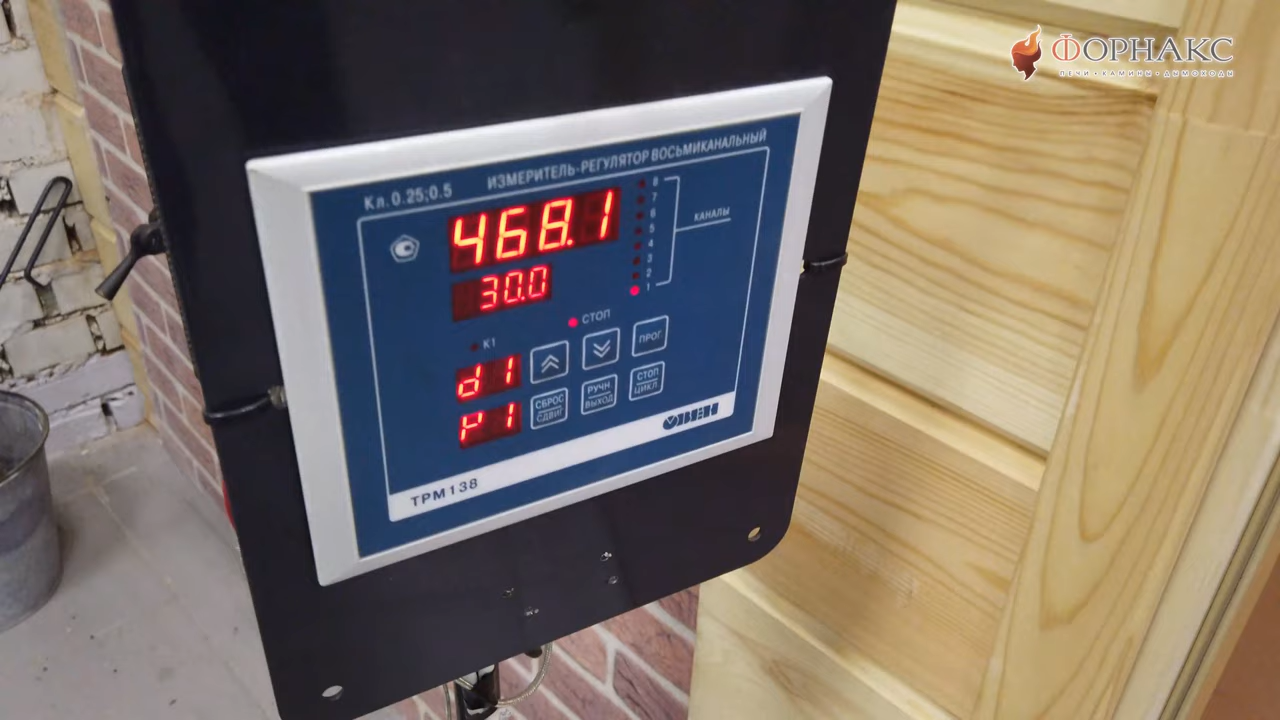 ФОРНАКС
ПЕЧИ • КАМИНЫ • ДЫМОХОДЫ
Кл.0.25;0.5
ИЗМЕРИТЕЛЬ-РЕГУЛЯТОР ВОСЬМИКАНАЛЬНЫЙ
468.1
30.0
8
7
6
5
4
3
2
1
КАНАЛЫ
СТОП
К1
ПРОГ.
d1
СБРОС
СДВИГ
РУЧН
ВЫХОД
СТОП
ЦИКЛ
P1
ОВЕН
ТРМ138